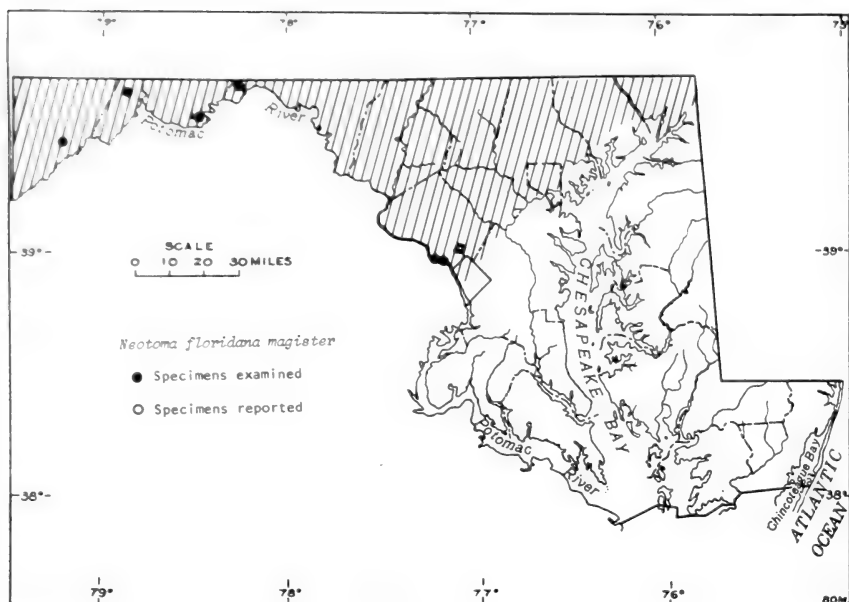 79° 78° 77° 76° 75
Potomac River
39° 39°
SCALE
0 10 20 30 MILES
CHESAPEAKE BAY
Neotoma floridana magister
Specimens examined
Specimens reported
Potomac River
Chincoteague Bay
ATLANTIC
OCEAN
38° 38°
79° 78° 77° 76°